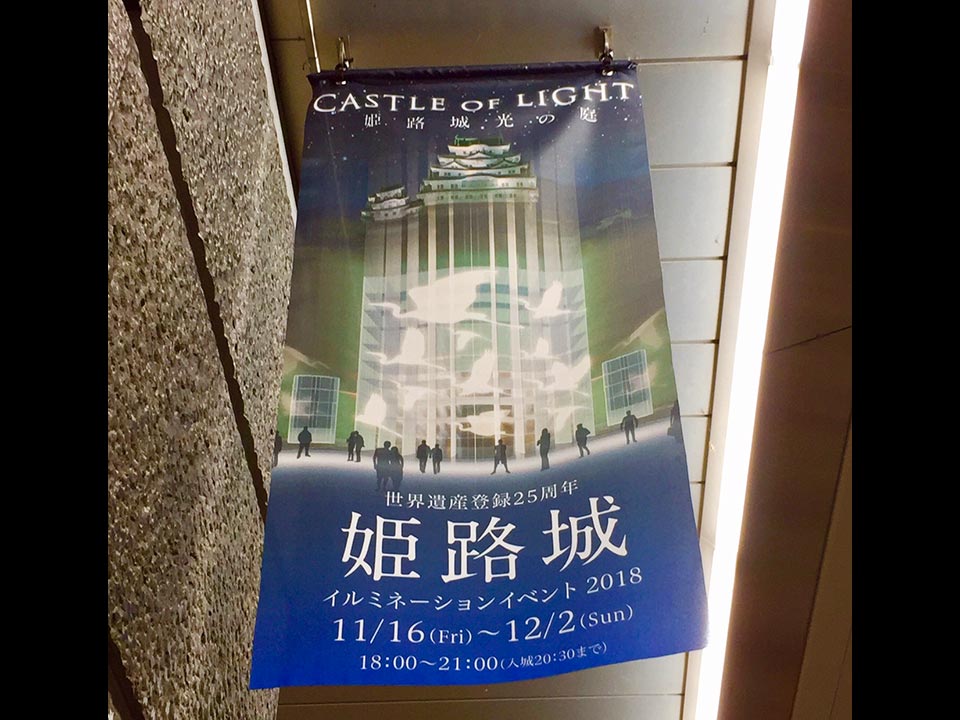 CASTLE OF LIGHT
姫路城光の庭
世界遺産登録25周年
姫路城
イルミネーションイベント 2018
11/16(Fri)～12/2(Sun)
18:00～21:00(入城20:30まで)